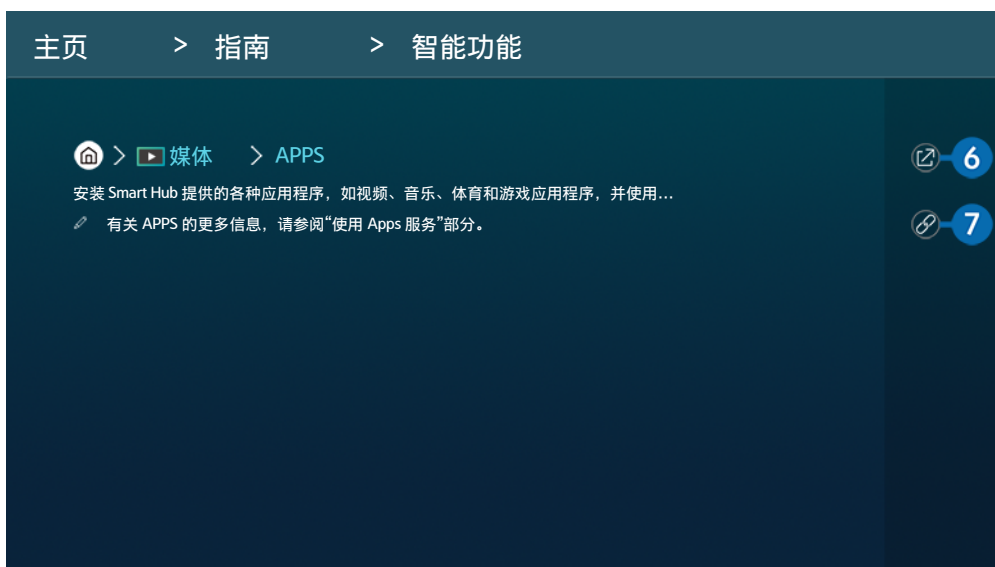 主页 > 指南 > 智能功能
> 媒体 > APPS
6
安装 Smart Hub 提供的各种应用程序，如视频、音乐、体育和游戏应用程序，并使用...
有关 APPS 的更多信息，请参阅“使用 Apps 服务”部分。
7